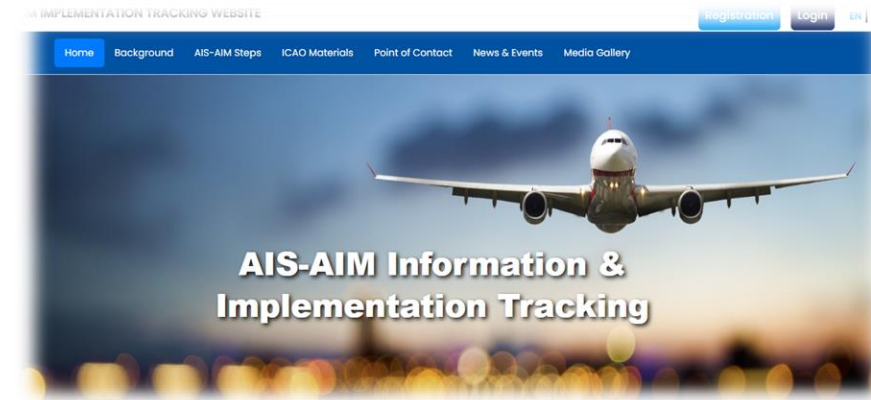 IMPLEMENTATION TRACKING WEBSITE
Registration
Login
EN
Home
Background
AIS-AIM Steps
ICAO Materials
Point of Contact
News & Events
Media Gallery
AIS-AIM Information &
Implementation Tracking